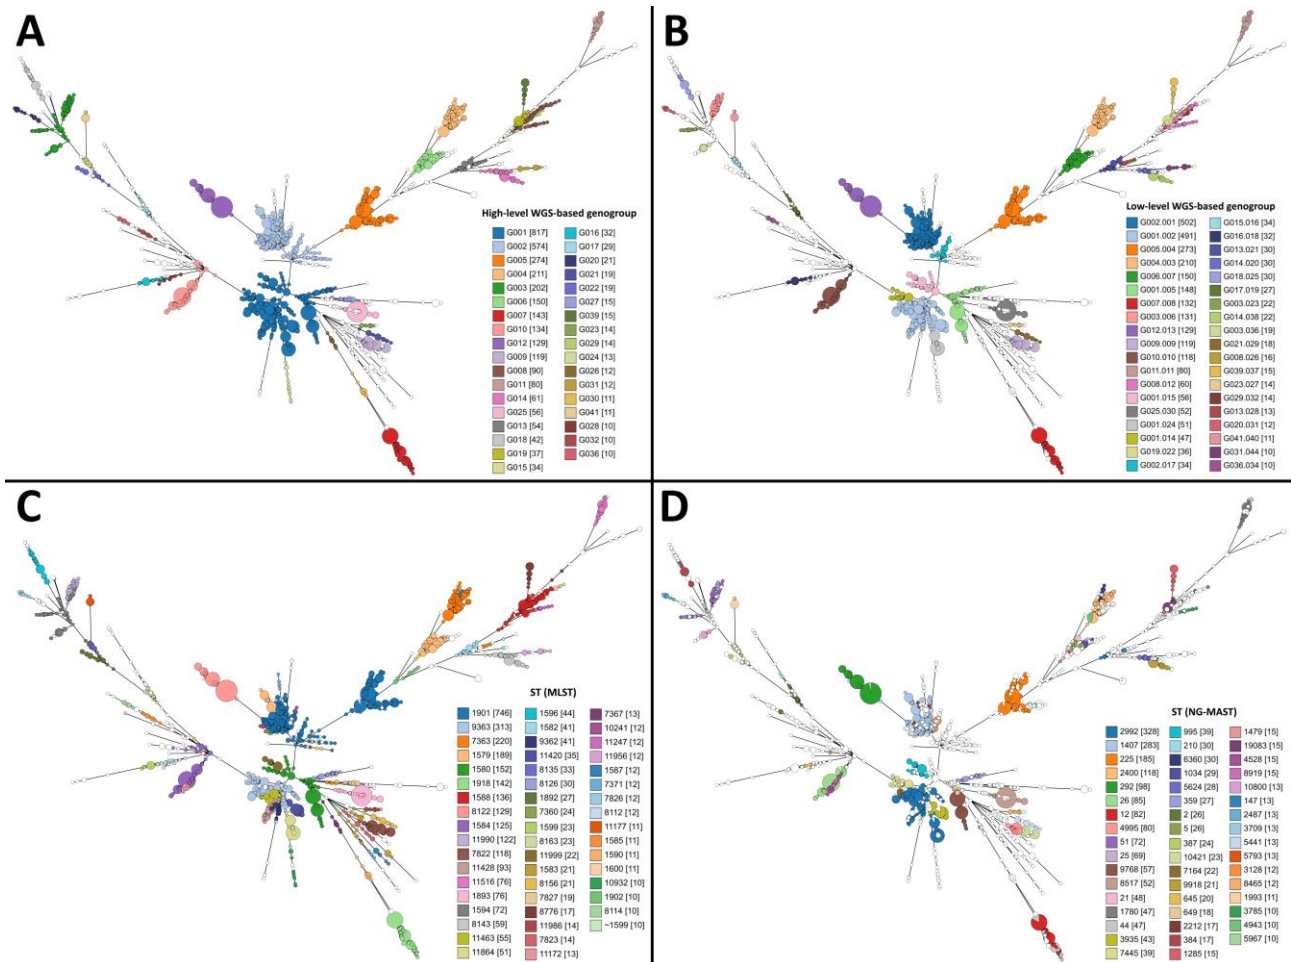 A
High-level WGS-based genogroup
G001 [817]
G002 [574]
G005 [274]
G004 [211]
G003 [202]
G006 [150]
G007 [143]
G010 [134]
G012 [129]
G009 [119]
G008 [90]
G011 [80]
G014 [61]
G025 [56]
G013 [54]
G018 [42]
G019 [37]
G015 [34]
G016 [32]
G017 [29]
G020 [21]
G021 [19]
G022 [19]
G027 [15]
G039 [15]
G023 [14]
G029 [14]
G024 [13]
G026 [12]
G031 [12]
G030 [11]
G041 [11]
G028 [10]
G032 [10]
G036 [10]
B
Low-level WGS-based genogroup
G002.001 [502]
G001.002 [491]
G005.004 [273]
G004.003 [210]
G006.007 [150]
G001.005 [148]
G007.008 [132]
G003.006 [131]
G012.013 [129]
G009.009 [119]
G010.010 [118]
G011.011 [80]
G008.012 [60]
G001.015 [56]
G025.030 [52]
G001.024 [51]
G001.014 [47]
G019.022 [36]
G002.017 [34]
G015.016 [34]
G016.018 [32]
G013.021 [30]
G014.020 [30]
G018.025 [30]
G017.019 [27]
G003.023 [22]
G014.038 [22]
G003.036 [19]
G021.029 [18]
G008.026 [16]
G039.037 [15]
G023.027 [14]
G029.032 [14]
G013.028 [13]
G020.031 [12]
G041.040 [11]
G031.044 [10]
G036.034 [10]
C
ST (MLST)
1901 [746]
9363 [313]
7363 [220]
1579 [189]
1580 [152]
1918 [142]
1588 [136]
8122 [129]
1584 [125]
11990 [122]
7822 [118]
11428 [93]
11516 [76]
1893 [76]
1594 [72]
8143 [59]
11463 [55]
11864 [51]
1596 [44]
1582 [41]
9362 [41]
11420 [35]
8135 [33]
8126 [30]
1892 [27]
7360 [24]
1599 [23]
8163 [23]
11999 [22]
1583 [21]
8156 [21]
7827 [19]
8776 [17]
11986 [14]
7823 [14]
11172 [13]
7367 [13]
10241 [12]
11247 [12]
11956 [12]
1587 [12]
7371 [12]
7826 [12]
8112 [12]
11177 [11]
1585 [11]
1590 [11]
1600 [11]
10932 [10]
1902 [10]
8114 [10]
~1599 [10]
D
ST (NG-MAST)
2992 [328]
1407 [283]
225 [185]
2400 [118]
292 [98]
26 [85]
12 [82]
4995 [80]
51 [72]
25 [69]
9768 [57]
8517 [52]
21 [48]
1780 [47]
44 [47]
3935 [43]
7445 [39]
995 [39]
210 [30]
6360 [30]
1034 [29]
5624 [28]
359 [27]
2 [26]
5 [26]
387 [24]
10421 [23]
7164 [22]
9918 [21]
645 [20]
649 [18]
2212 [17]
384 [17]
1285 [15]
1479 [15]
19083 [15]
4528 [15]
8919 [15]
10800 [13]
147 [13]
2487 [13]
3709 [13]
5441 [13]
5793 [13]
3128 [12]
8465 [12]
1993 [11]
3785 [10]
4943 [10]
5967 [10]